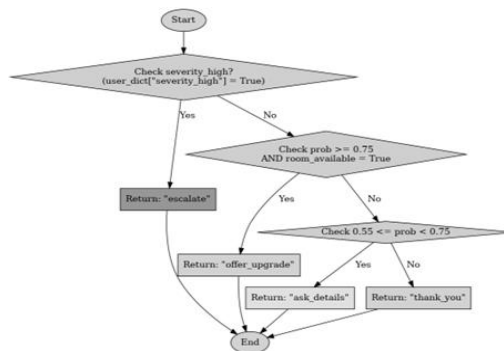 Start
Check severity_high?
(user_dict["severity_high"] = True)
Yes
No
Check prob >= 0.75
AND room_available = True
Return: "escalate"
Yes
No
Check 0.55 <= prob < 0.75
Return: "offer_upgrade"
Yes
No
Return: "ask_details"
Return: "thank_you"
End